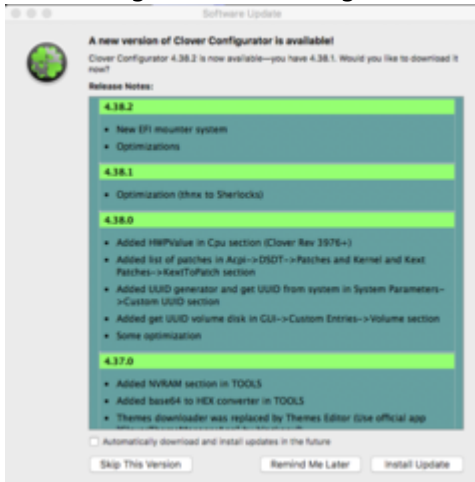 Software Update
A new version of Clover Configurator is available!
Clover Configurator 4.38.2 is now available—you have 4.38.1. Would you like to download it
now?
Release Notes:
4.38.2
• New EFI mounter system
• Optimizations
4.38.1
• Optimization (thnx to Sherlocks)
4.38.0
• Added HWPValue in Cpu section (Clover Rev 3976+)
• Added list of patches in Acpi->DSDT->Patches and Kernel and Kext
Patches->KextToPatch section
• Added UUID generator and get UUID from system in System Parameters-
>Custom UUID section
• Added get UUID volume disk in GUI->Custom Entries->Volume section
• Some optimization
4.37.0
• Added NVRAM section in TOOLS
• Added base64 to HEX converter in TOOLS
• Themes downloader was replaced by Themes Editor (Use official app
Automatically download and install updates in the future
Skip This Version
Remind Me Later
Install Update